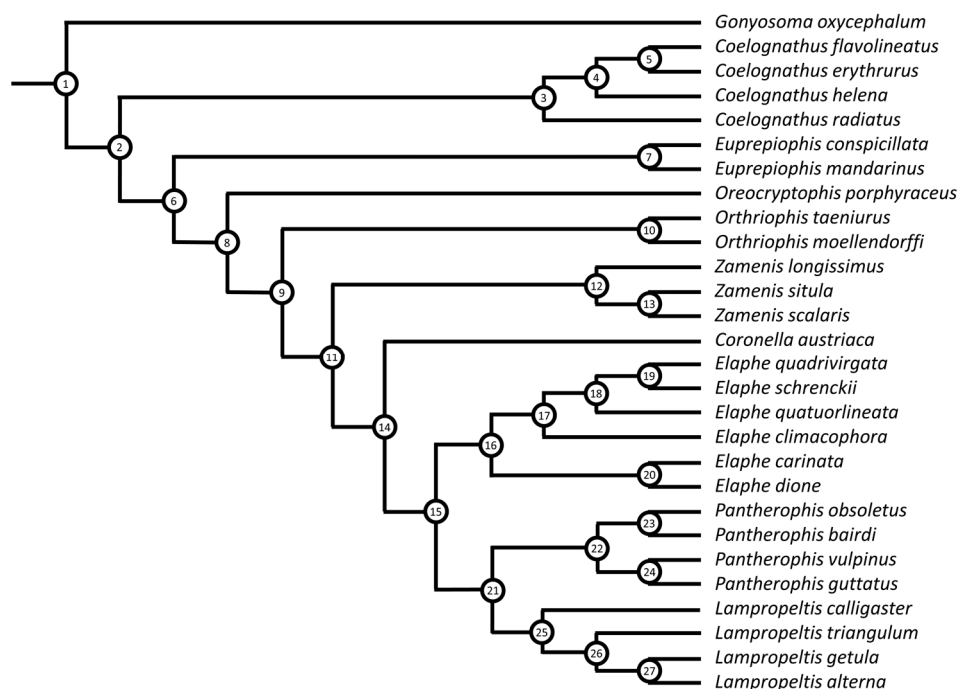 Gonyosoma oxycephalum
Coelognathus flavolineatus
5
Coelognathus erythrurus
4
1
Coelognathus helena
3
Coelognathus radiatus
2
Euprepiophis conspicillata
7
Euprepiophis mandarinus
6
Oreocryptophis porphyraceus
Orthriophis taeniurus
10
8
Orthriophis moellendorffi
Zamenis longissimus
9
12
Zamenis situla
13
Zamenis scalaris
Coronella austriaca
11
Elaphe quadrivirgata
19
Elaphe schrenckii
18
Elaphe quatuorlineata
17
14
Elaphe climacophora
16
Elaphe carinata
20
Elaphe dione
15
Pantherophis obsoletus
23
Pantherophis bairdi
22
Pantherophis vulpinus
24
Pantherophis guttatus
21
Lampropeltis calligaster
25
Lampropeltis triangulum
26
Lampropeltis getula
27
Lampropeltis alterna